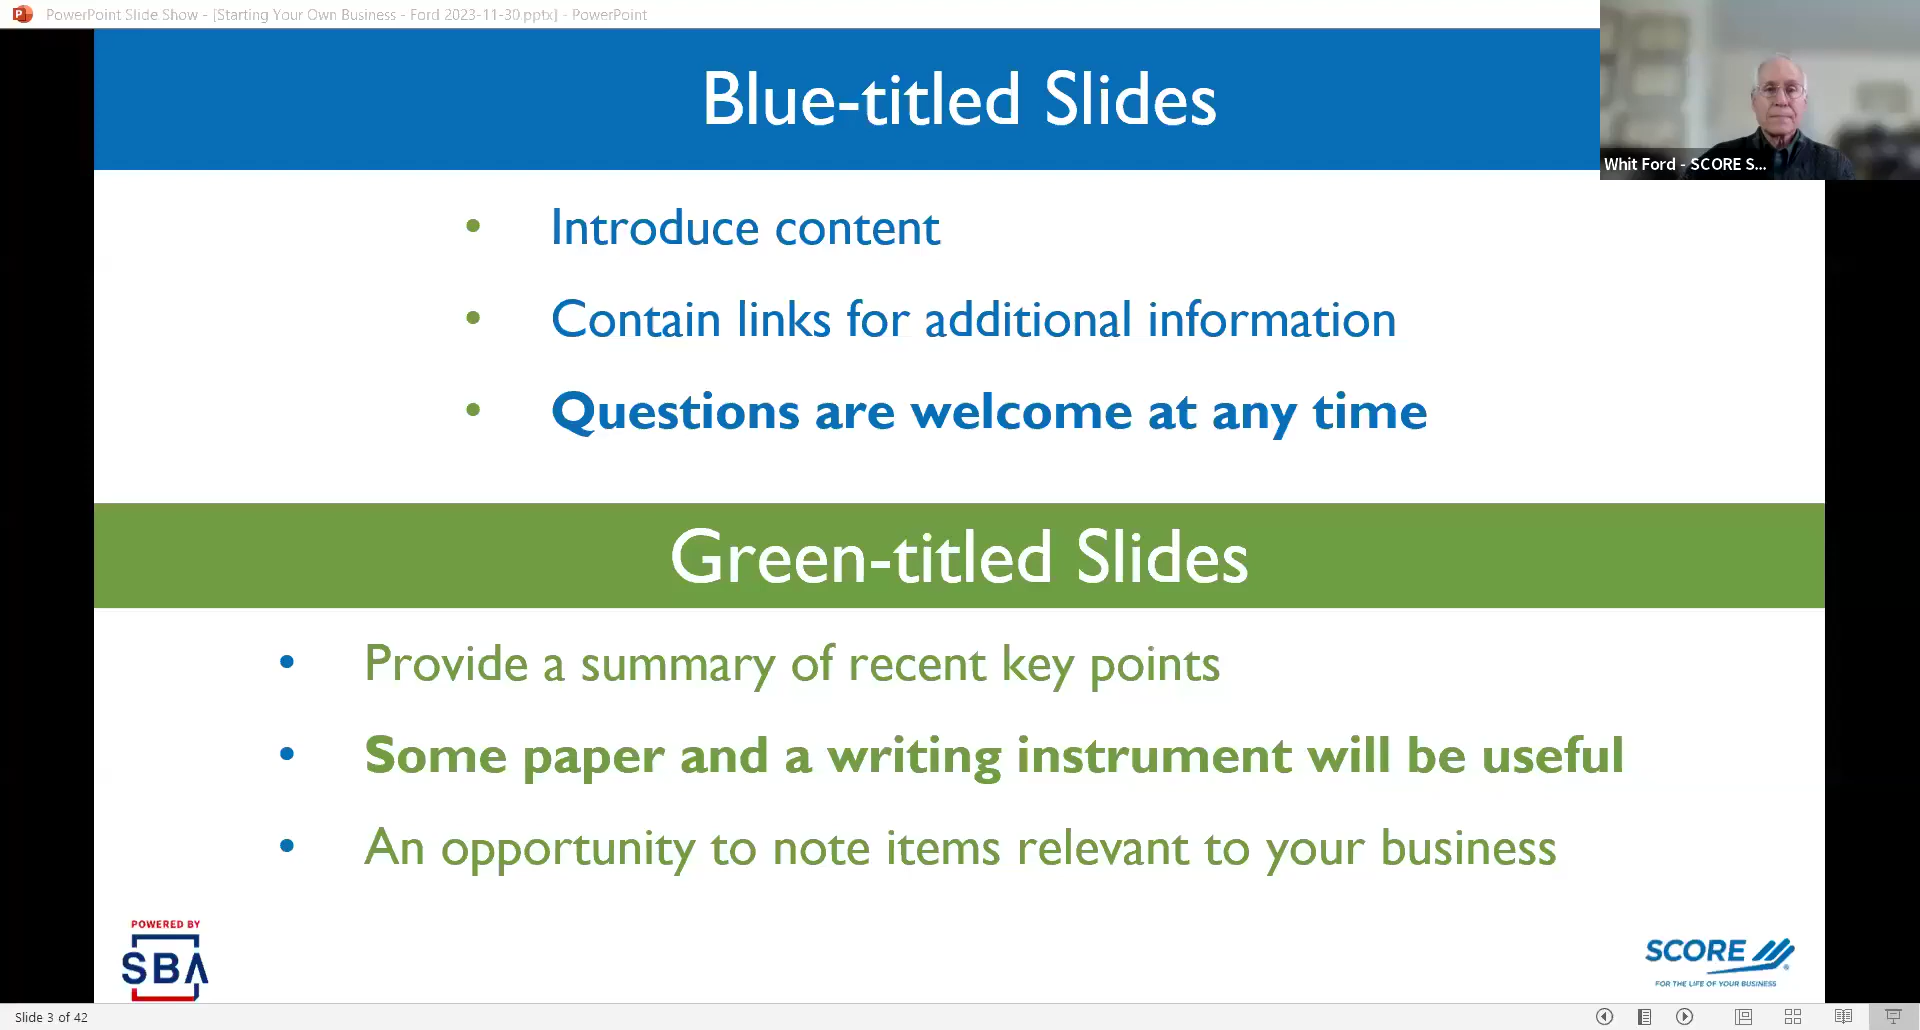 PowerPoint Slide Show - [Starting Your Own Business - Ford 2023-11-30.pptx] - PowerPoint
Blue-titled Slides
Whit Ford - SCORE S...
• Introduce content
• Contain links for additional information
• Questions are welcome at any time
Green-titled Slides
• Provide a summary of recent key points
• Some paper and a writing instrument will be useful
• An opportunity to note items relevant to your business
POWERED BY
SBA
SCORE
FOR THE LIFE OF YOUR BUSINESS
Slide 3 of 42